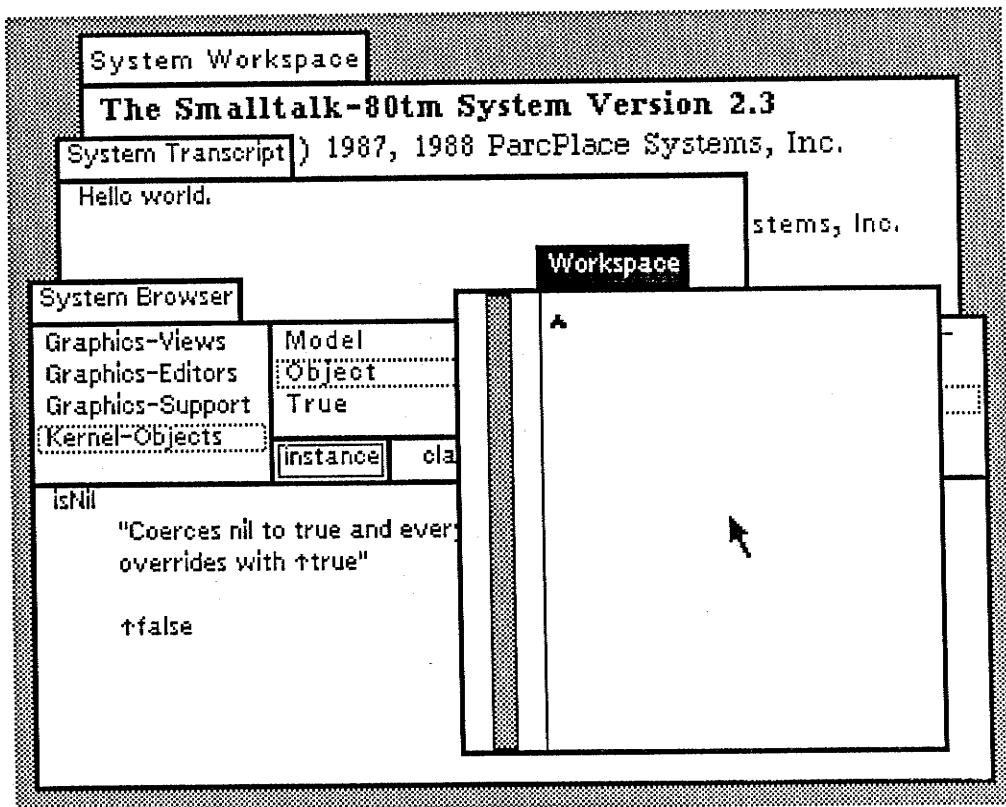 System Workspace
The Smalltalk-80tm System Version 2.3
System Transcript
) 1987, 1988 ParcPlace Systems, Inc.
Hello world.
stems, Inc.
Workspace
System Browser
Graphics-Views
Graphics-Editors
Graphics-Support
Kernel-Objects
Model
Object
True
instance
cla
isNil
"Coerces nil to true and every
overrides with ↑true"
↑false